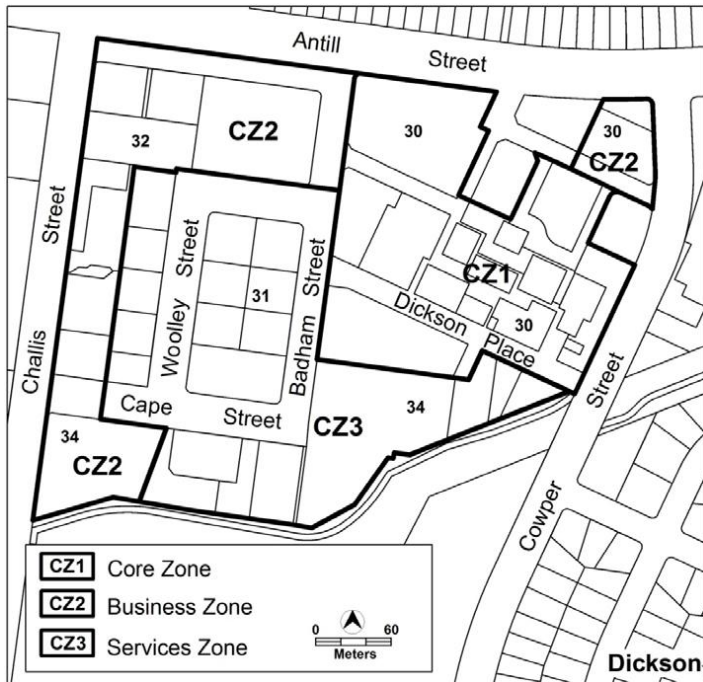 Antill Street
30
30
CZ2
CZ2
32
Challis Street
Woolley Street
31
Badham Street
CZ1
Dickson Place
30
Cape Street
34
CZ3
34
CZ2
Cowper Street
CZ1 Core Zone
CZ2 Business Zone
CZ3 Services Zone
0 60
Meters
Dickson